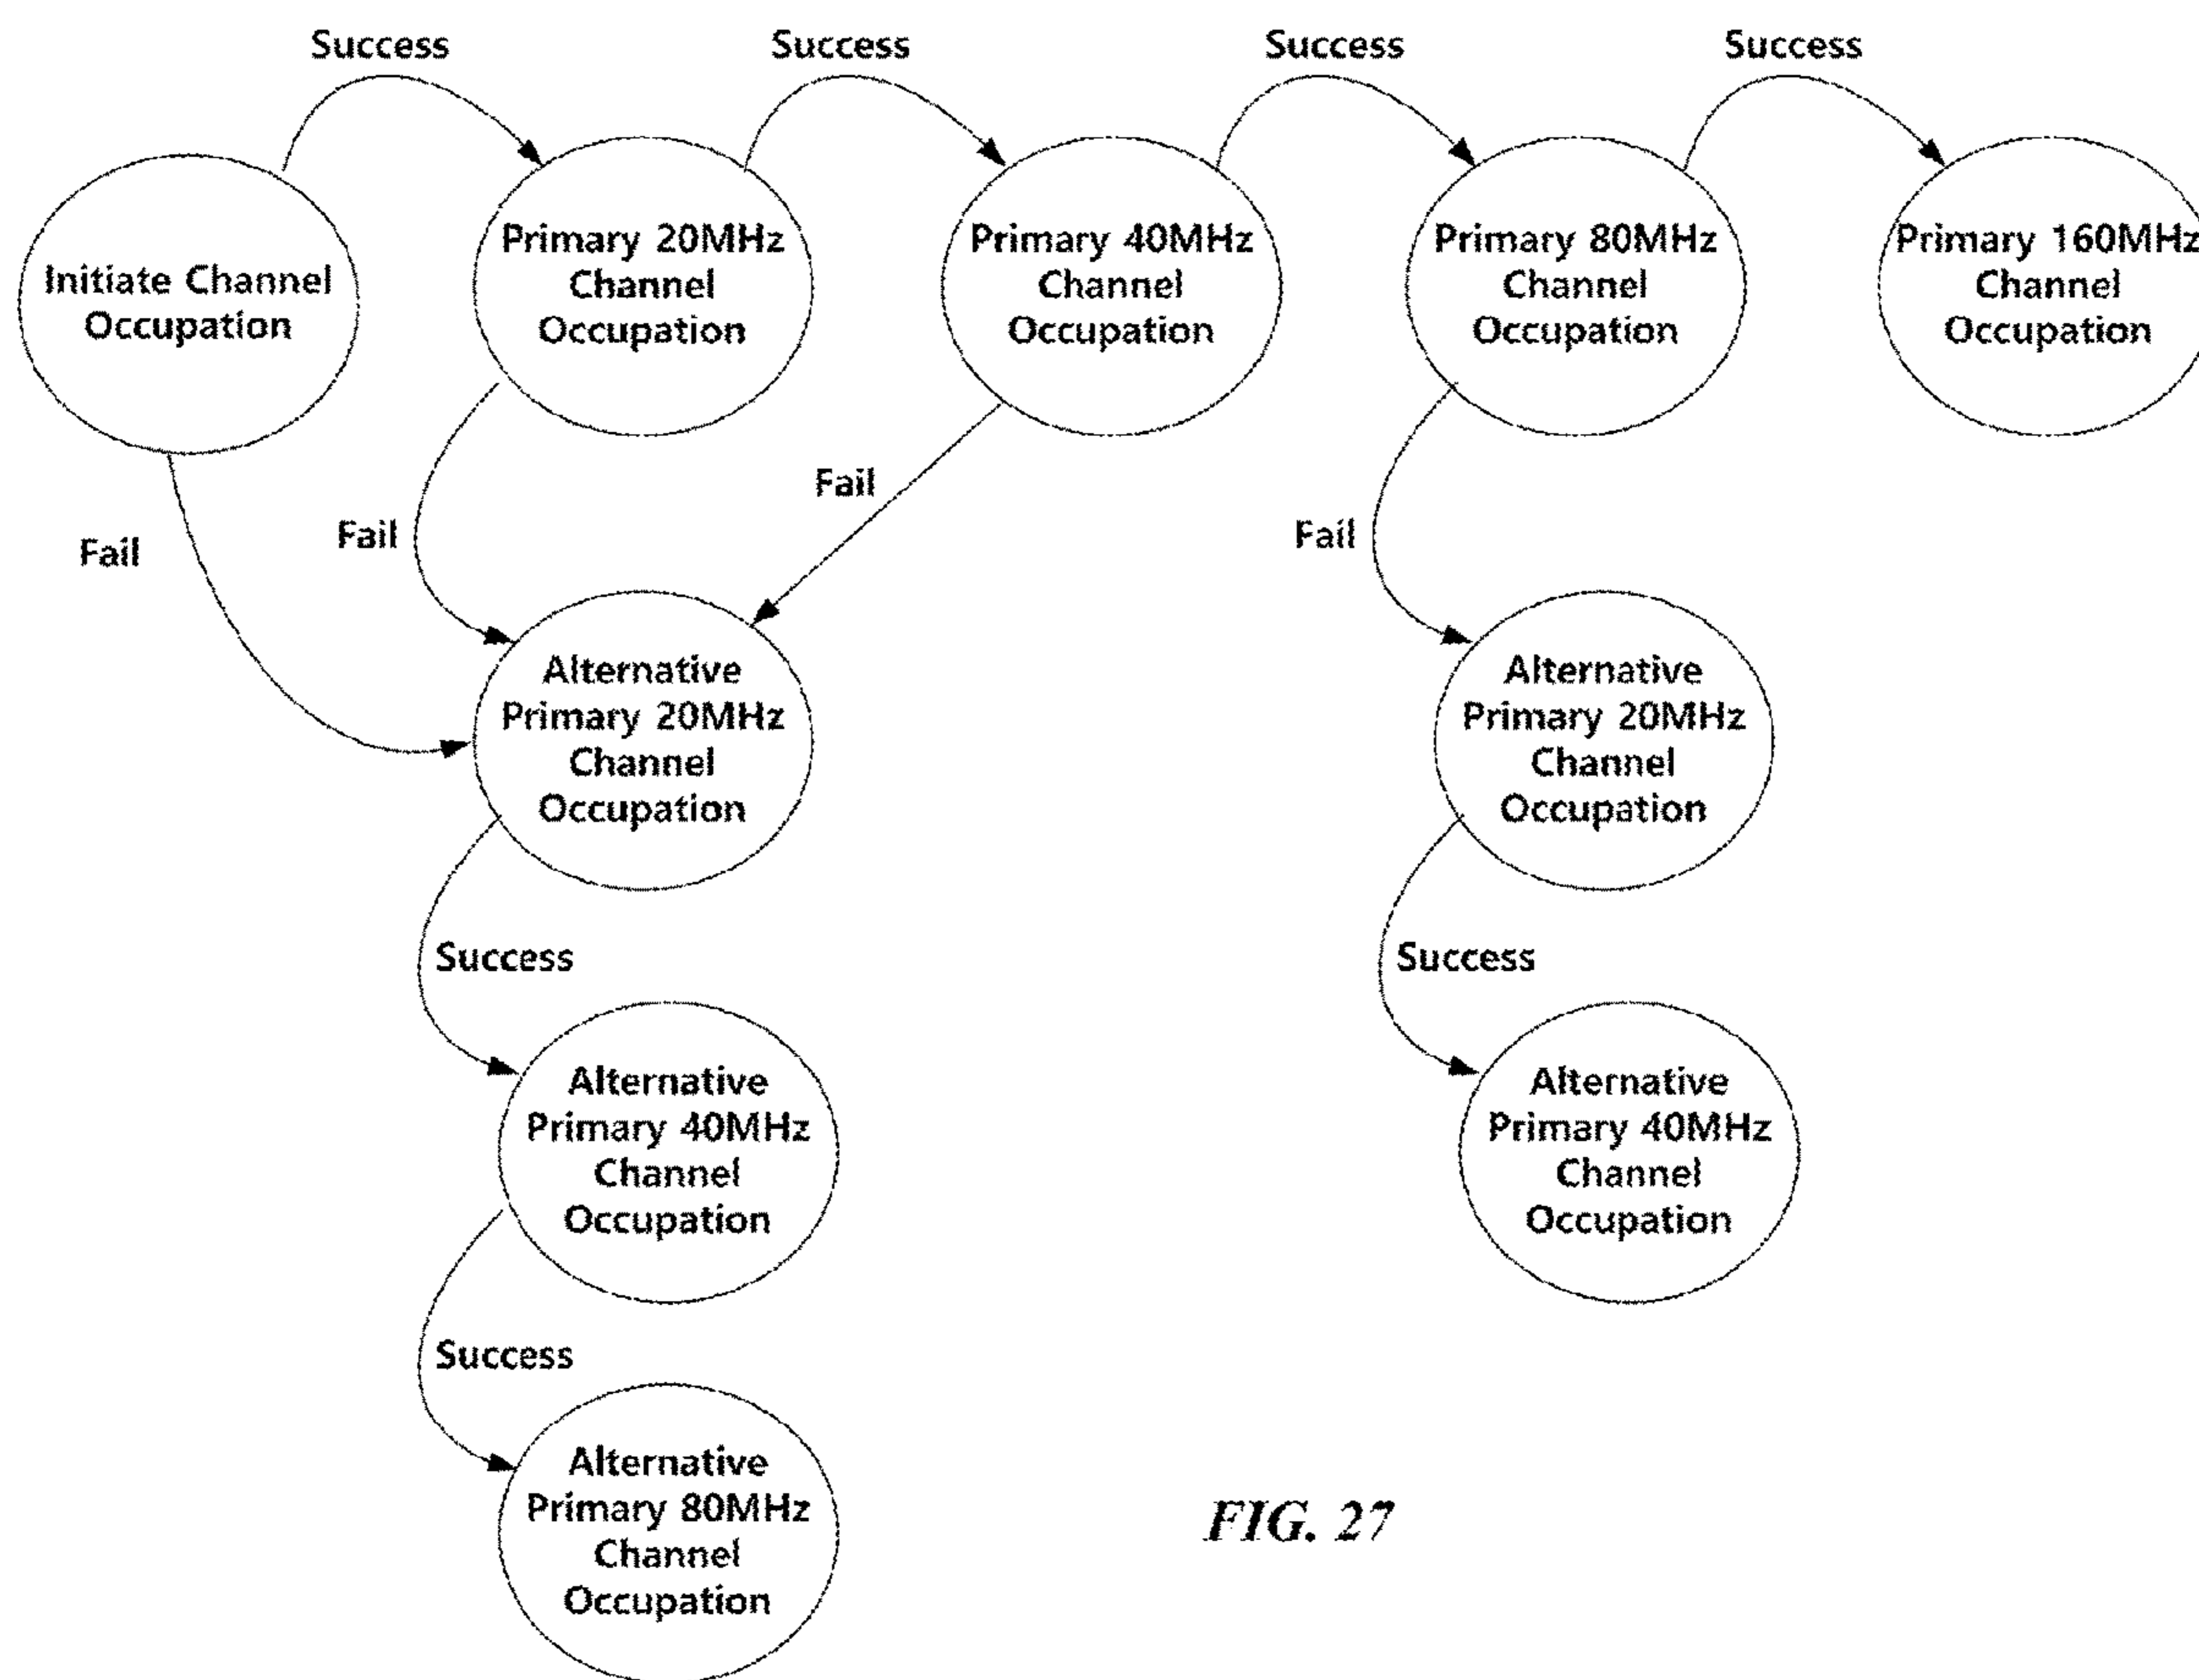 Success
Success
Success
Success
Initiate Channel
Occupation
Primary 20MHz
Channel
Occupation
Primary 40MHz
Channel
Occupation
Primary 80MHz
Channel
Occupation
Primary 160MHz
Channel
Occupation
Fail
Fail
Fail
Fail
Alternative
Primary 20MHz
Channel
Occupation
Alternative
Primary 20MHz
Channel
Occupation
Success
Success
Alternative
Primary 40MHz
Channel
Occupation
Alternative
Primary 40MHz
Channel
Occupation
Success
Alternative
Primary 80MHz
Channel
Occupation
FIG. 27